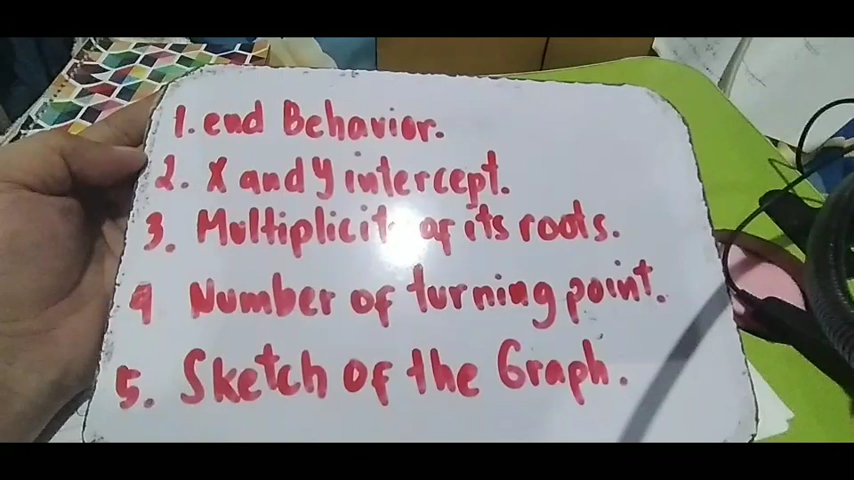 1. end Behavior.
2. X and y intercept.
3. Multiplicity of its roots.
4 Number of turning point.
5. Sketch of the Graph.